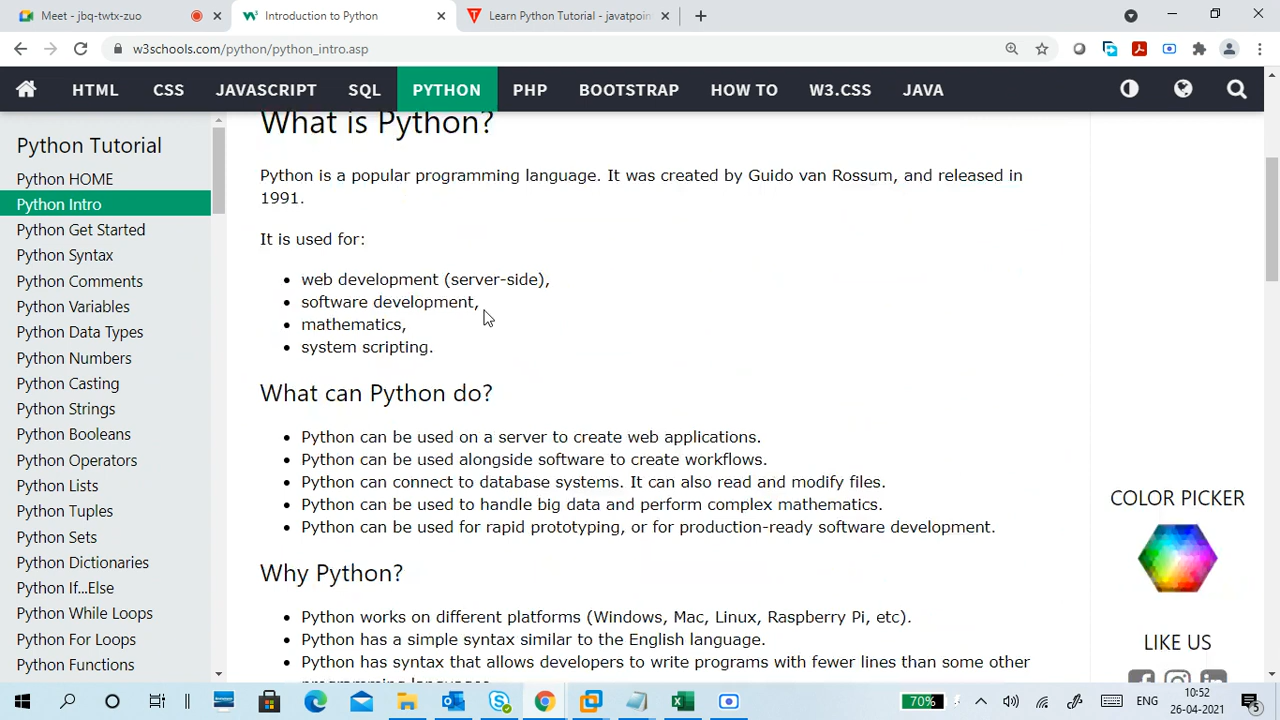 Meet - jbq-twtx-zuo
Introduction to Python
Learn Python Tutorial - javatpoin
w3schools.com/python/python_intro.asp
HTML CSS JAVASCRIPT SQL PYTHON PHP BOOTSTRAP HOW TO W3.CSS JAVA
Python Tutorial
Python HOME
Python Intro
Python Get Started
Python Syntax
Python Comments
Python Variables
Python Data Types
Python Numbers
Python Casting
Python Strings
Python Booleans
Python Operators
Python Lists
Python Tuples
Python Sets
Python Dictionaries
Python If...Else
Python While Loops
Python For Loops
Python Functions
What is Python?
Python is a popular programming language. It was created by Guido van Rossum, and released in
1991.
It is used for:
• web development (server-side),
• software development,
• mathematics,
• system scripting.
What can Python do?
• Python can be used on a server to create web applications.
• Python can be used alongside software to create workflows.
• Python can connect to database systems. It can also read and modify files.
• Python can be used to handle big data and perform complex mathematics.
• Python can be used for rapid prototyping, or for production-ready software development.
Why Python?
• Python works on different platforms (Windows, Mac, Linux, Raspberry Pi, etc).
• Python has a simple syntax similar to the English language.
• Python has syntax that allows developers to write programs with fewer lines than some other
programming languages.
COLOR PICKER
LIKE US
70%
ENG
10:52
26-04-2021
5